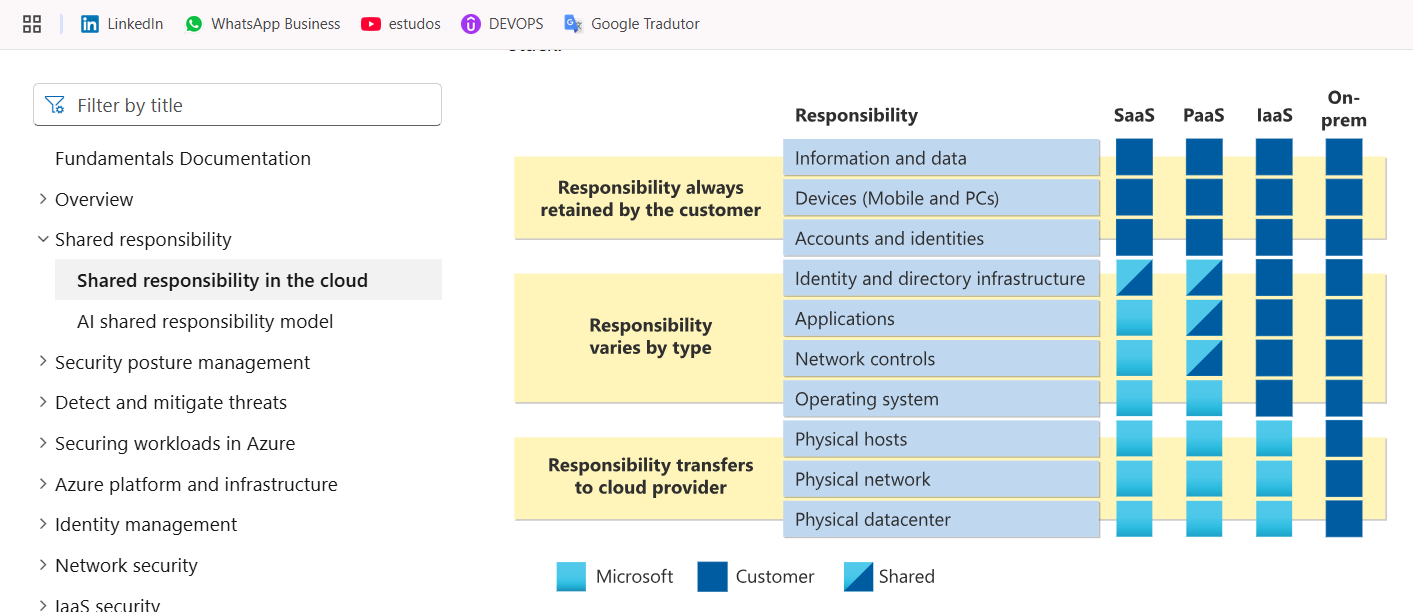 LinkedIn WhatsApp Business estudos DEVOPS Google Tradutor
Filter by title
Fundamentals Documentation
Overview
Shared responsibility
Shared responsibility in the cloud
AI shared responsibility model
Security posture management
Detect and mitigate threats
Securing workloads in Azure
Azure platform and infrastructure
Identity management
Network security
IaaS security
Responsibility SaaS PaaS IaaS On-
prem
Responsibility always
retained by the customer
Information and data
Devices (Mobile and PCs)
Accounts and identities
Responsibility
varies by type
Identity and directory infrastructure
Applications
Network controls
Operating system
Responsibility transfers
to cloud provider
Physical hosts
Physical network
Physical datacenter
Microsoft Customer Shared